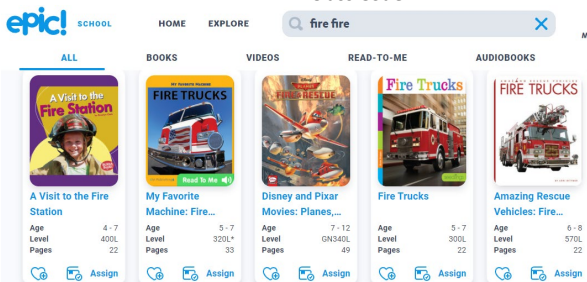 epic! SCHOOL HOME EXPLORE fire fire
ALL BOOKS VIDEOS READ-TO-ME AUDIOBOOKS
A Visit to the
Fire Station
MY FAVORITE MACHINE
FIRE TRUCKS
Read To Me
Disney
PLANES
FIRE & RESCUE
Fire Trucks
FIRE TRUCKS
A Visit to the Fire
Station
My Favorite
Machine: Fire...
Disney and Pixar
Movies: Planes,...
Fire Trucks
Amazing Rescue
Vehicles: Fire...
Age 4 - 7 Age 5 - 7 Age 7 - 12 Age 5 - 7 Age 6 - 8
Level 400L Level 320L* Level GN340L Level 300L Level 570L
Pages 22 Pages 33 Pages 49 Pages 22 Pages 22
Assign Assign Assign Assign Assign